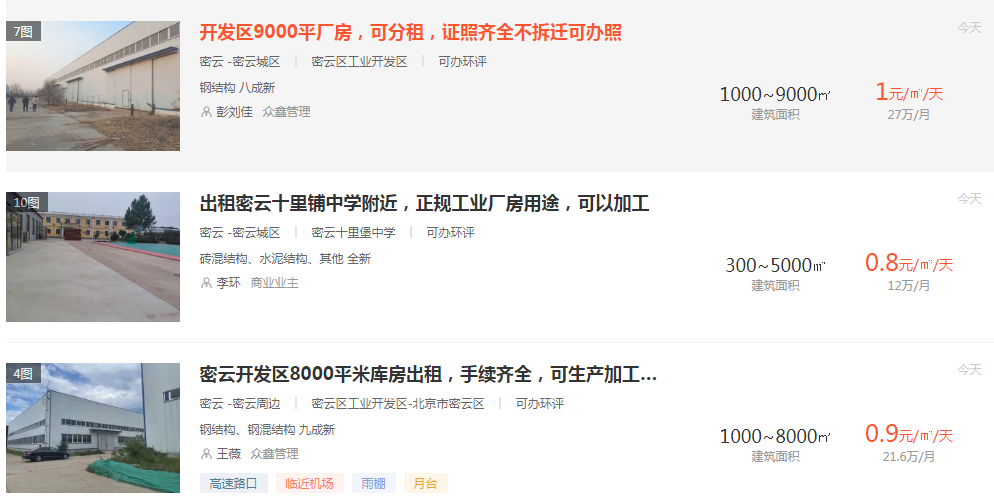 7图
开发区9000平厂房，可分租，证照齐全不拆迁可办照
今天
密云 -密云城区 | 密云区工业开发区 | 可办环评
钢结构 八成新
彭刘佳 众鑫管理
1000~9000㎡
建筑面积
1元/㎡/天
27万/月
10图
出租密云十里铺中学附近，正规工业厂房用途，可以加工
今天
密云 -密云城区 | 密云十里堡中学 | 可办环评
砖混结构、水泥结构、其他 全新
李环 商业业主
300~5000㎡
建筑面积
0.8元/㎡/天
12万/月
4图
密云开发区8000平米库房出租，手续齐全，可生产加工...
今天
密云 -密云周边 | 密云区工业开发区-北京市密云区 | 可办环评
钢结构、钢混结构 九成新
王薇 众鑫管理
1000~8000㎡
建筑面积
0.9元/㎡/天
21.6万/月
高速路口 临近机场 雨棚 月台